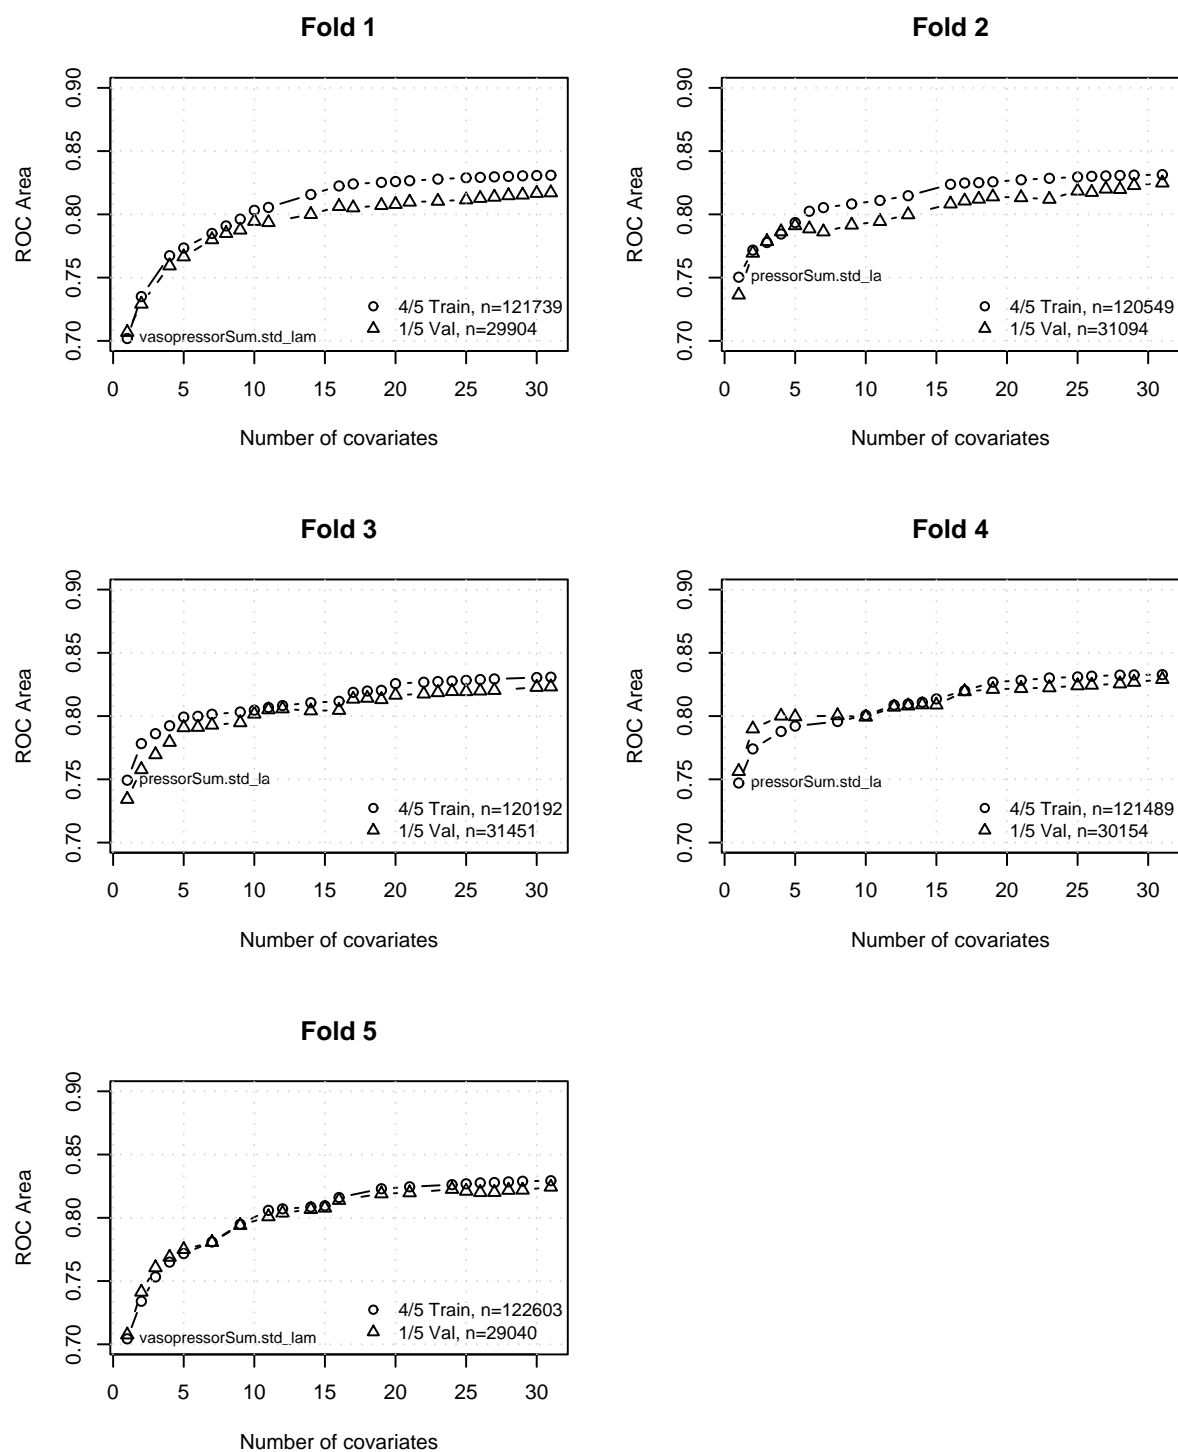 Fold 1
ROC Area
0.90
0.85
0.80
0.75
0.70
vasopressorSum.std_lam
4/5 Train, n=121739
1/5 Val, n=29904
0 5 10 15 20 25 30
Number of covariates
Fold 2
ROC Area
0.90
0.85
0.80
0.75
0.70
pressorSum.std_la
4/5 Train, n=120549
1/5 Val, n=31094
0 5 10 15 20 25 30
Number of covariates
Fold 3
ROC Area
0.90
0.85
0.80
0.75
0.70
pressorSum.std_la
4/5 Train, n=120192
1/5 Val, n=31451
0 5 10 15 20 25 30
Number of covariates
Fold 4
ROC Area
0.90
0.85
0.80
0.75
0.70
pressorSum.std_la
4/5 Train, n=121489
1/5 Val, n=30154
0 5 10 15 20 25 30
Number of covariates
Fold 5
ROC Area
0.90
0.85
0.80
0.75
0.70
vasopressorSum.std_lam
4/5 Train, n=122603
1/5 Val, n=29040
0 5 10 15 20 25 30
Number of covariates